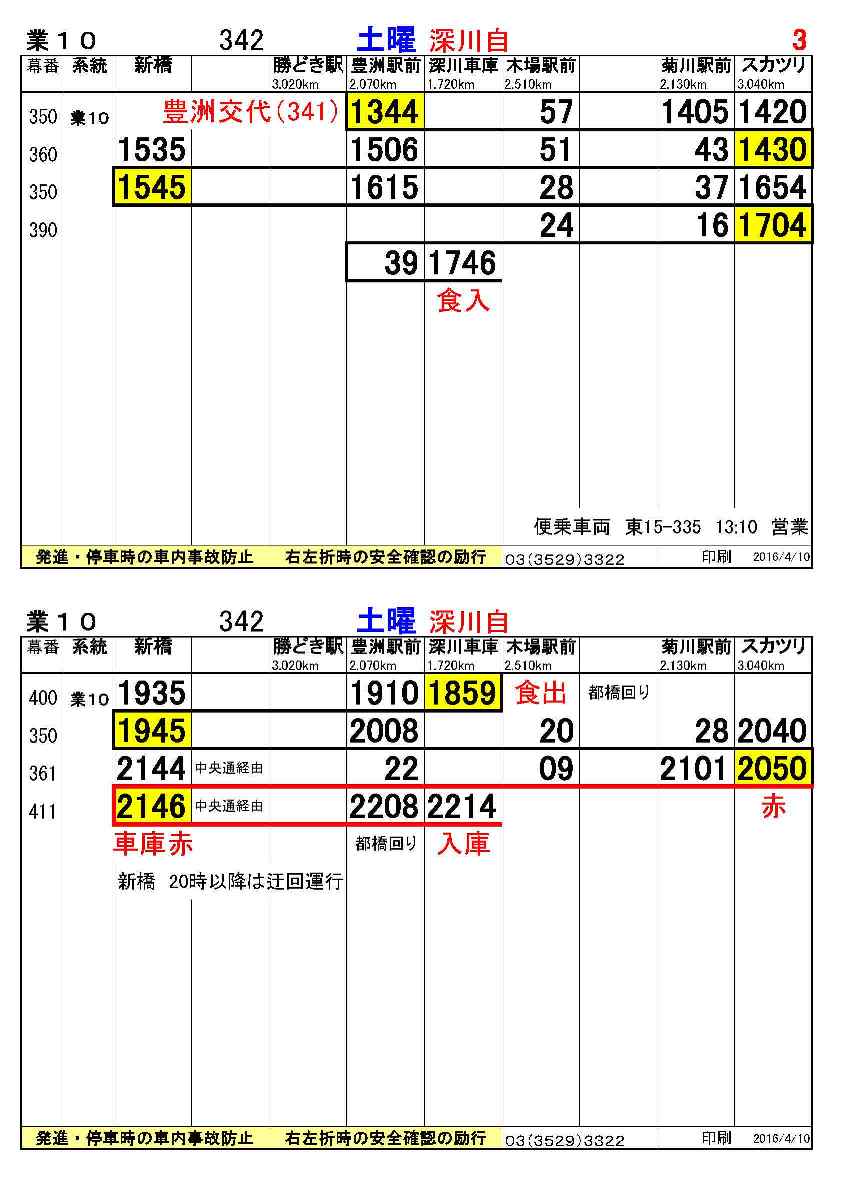 業１０ 342 土曜 深川自 3
幕番 系統 新橋 勝どき駅 豊洲駅前 深川車庫 木場駅前 菊川駅前 スカツリ
3.020km 2.070km 1.720km 2.510km 2.130km 3.040km
350 業10 豊洲交代(341) 1344 57 1405 1420
360 1535 1506 51 43 1430
350 1545 1615 28 37 1654
390 24 16 1704
39 1746
食入
便乗車両 東15-335 13:10 営業
発進・停車時の車内事故防止 右左折時の安全確認の励行 03(3529)3322 印刷 2016/4/10
業１０ 342 土曜 深川自
幕番 系統 新橋 勝どき駅 豊洲駅前 深川車庫 木場駅前 菊川駅前 スカツリ
3.020km 2.070km 1.720km 2.510km 2.130km 3.040km
400 業10 1935 1910 1859 食出 都橋回り
350 1945 2008 20 28 2040
361 2144 中央通経由 22 09 2101 2050
411 2146 中央通経由 2208 2214 赤
車庫赤 都橋回り 入庫
新橋 20時以降は迂回運行
発進・停車時の車内事故防止 右左折時の安全確認の励行 03(3529)3322 印刷 2016/4/10